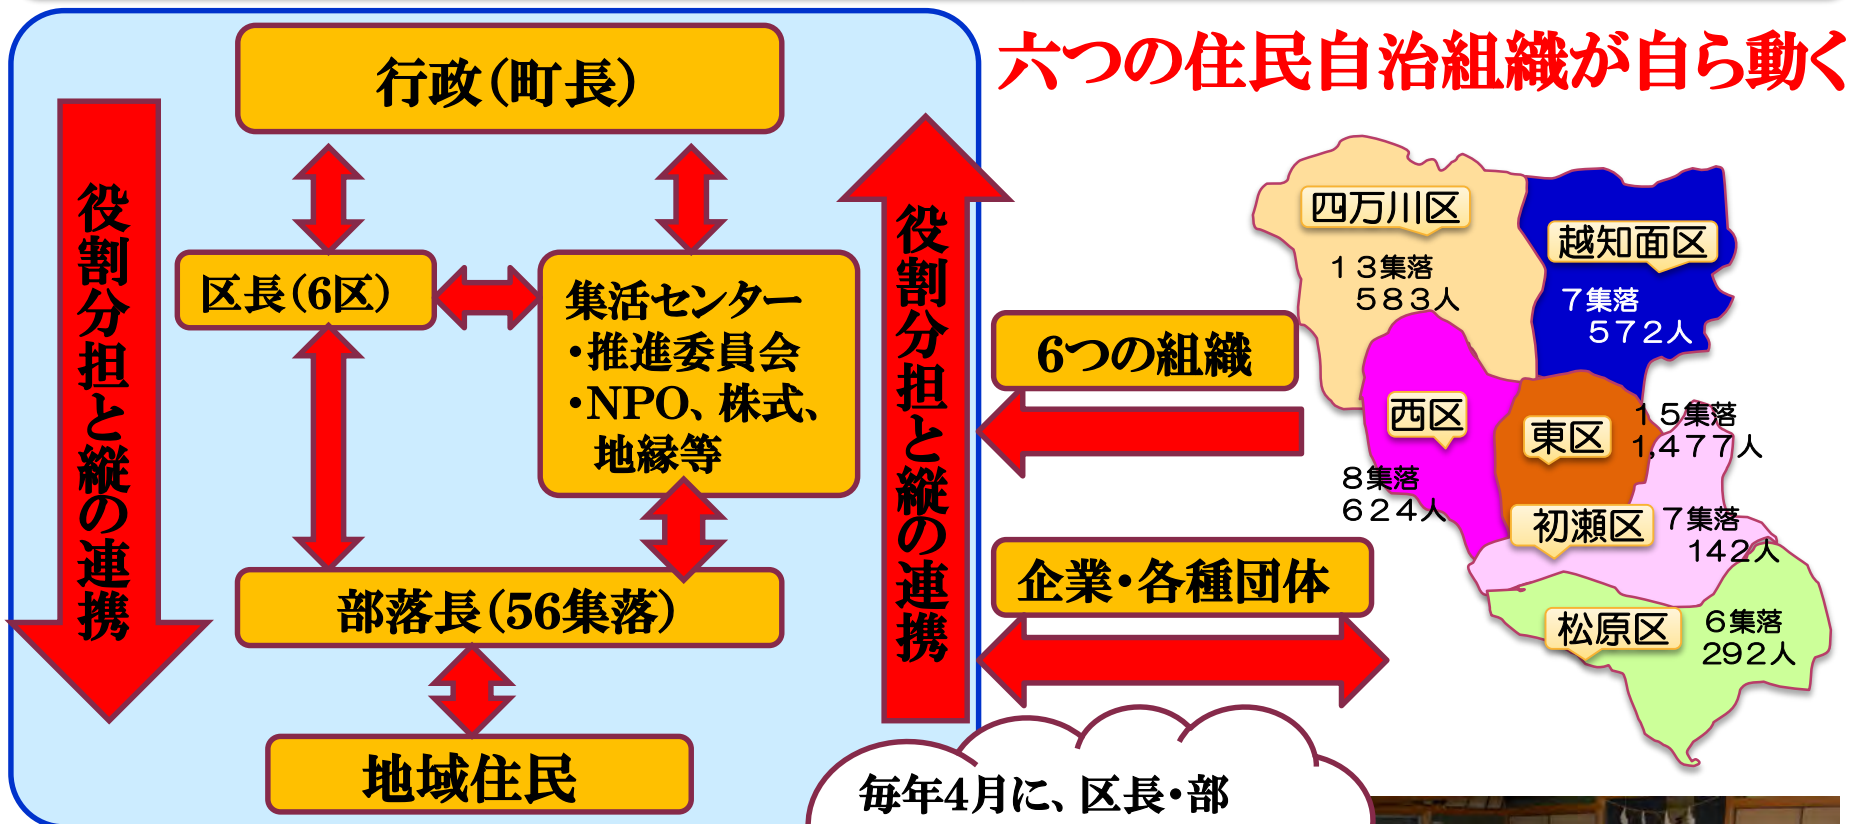 六つの住民自治組織が自ら動く
行政（町長）
役割分担と縦の連携
役割分担と縦の連携
区長（6区）
集活センター
・推進委員会
・NPO、株式、
地縁等
部落長（56集落）
地域住民
6つの組織
企業・各種団体
毎年4月に、区長・部
四万川区
１３集落
５８３人
越知面区
７集落
５７２人
西区
８集落
６２４人
東区
１５集落
１,４７７人
初瀬区
７集落
１４２人
松原区
６集落
２９２人